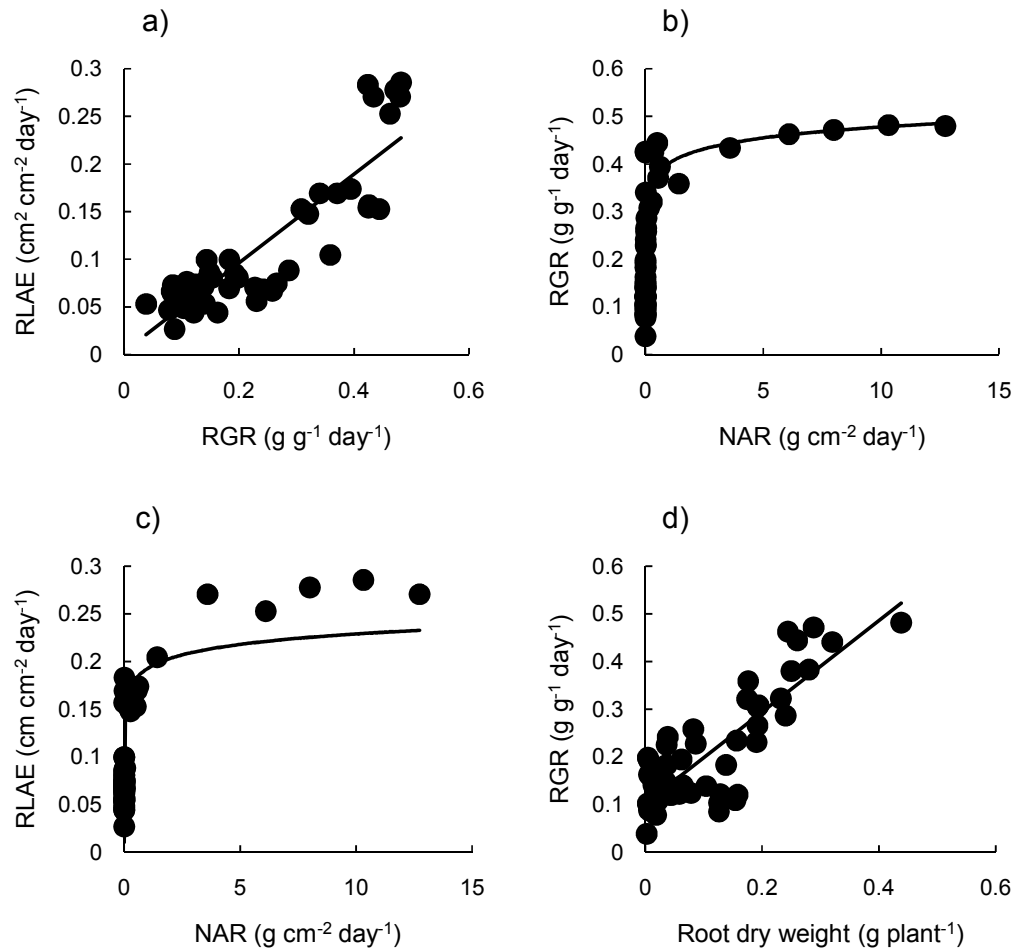 a)
0.3
0.25
0.2
0.15
0.1
0.05
0
0 0.2 0.4 0.6
RLAE (cm² cm⁻² day⁻¹)
RGR (g g⁻¹ day⁻¹)
b)
0.6
0.5
0.4
0.3
0.2
0.1
0
0 5 10 15
RGR (g g⁻¹ day⁻¹)
NAR (g cm⁻² day⁻¹)
c)
0.3
0.25
0.2
0.15
0.1
0.05
0
0 5 10 15
RLAE (cm cm⁻² day⁻¹)
NAR (g cm⁻² day⁻¹)
d)
0.6
0.5
0.4
0.3
0.2
0.1
0
0 0.2 0.4 0.6
RGR (g g⁻¹ day⁻¹)
Root dry weight (g plant⁻¹)